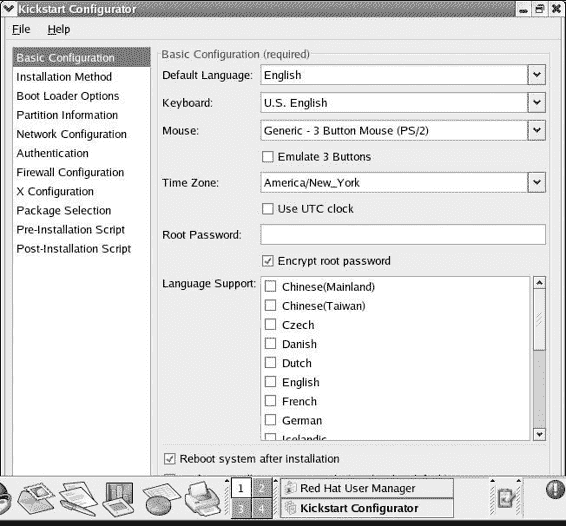 Kickstart Configurator
File Help
Basic Configuration
Installation Method
Boot Loader Options
Partition Information
Network Configuration
Authentication
Firewall Configuration
X Configuration
Package Selection
Pre-Installation Script
Post-Installation Script
Basic Configuration (required)
Default Language: English
Keyboard: U.S. English
Mouse: Generic - 3 Button Mouse (PS/2)
Emulate 3 Buttons
Time Zone: America/New_York
Use UTC clock
Root Password:
Encrypt root password
Language Support:
Chinese(Mainland)
Chinese(Taiwan)
Czech
Danish
Dutch
English
French
German
Icelandic
Reboot system after installation
1 2
3 4
Red Hat User Manager
Kickstart Configurator